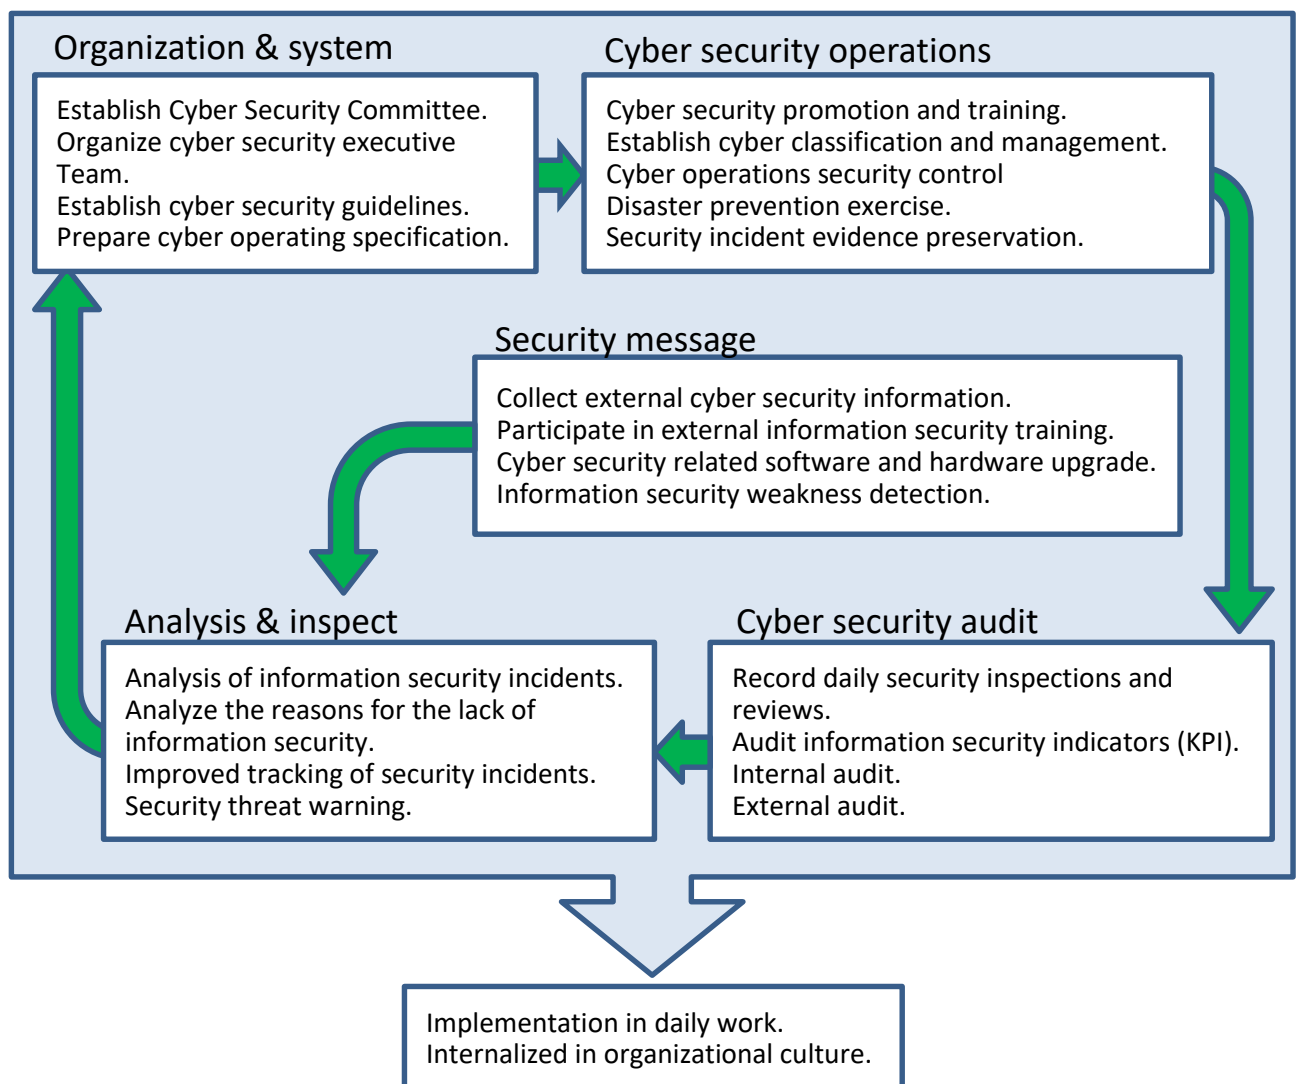 Organization & system
Establish Cyber Security Committee.
Organize cyber security executive
Team.
Establish cyber security guidelines.
Prepare cyber operating specification.
Cyber security operations
Cyber security promotion and training.
Establish cyber classification and management.
Cyber operations security control
Disaster prevention exercise.
Security incident evidence preservation.
Security message
Collect external cyber security information.
Participate in external information security training.
Cyber security related software and hardware upgrade.
Information security weakness detection.
Analysis & inspect
Analysis of information security incidents.
Analyze the reasons for the lack of
information security.
Improved tracking of security incidents.
Security threat warning.
Cyber security audit
Record daily security inspections and
reviews.
Audit information security indicators (KPI).
Internal audit.
External audit.
Implementation in daily work.
Internalized in organizational culture.